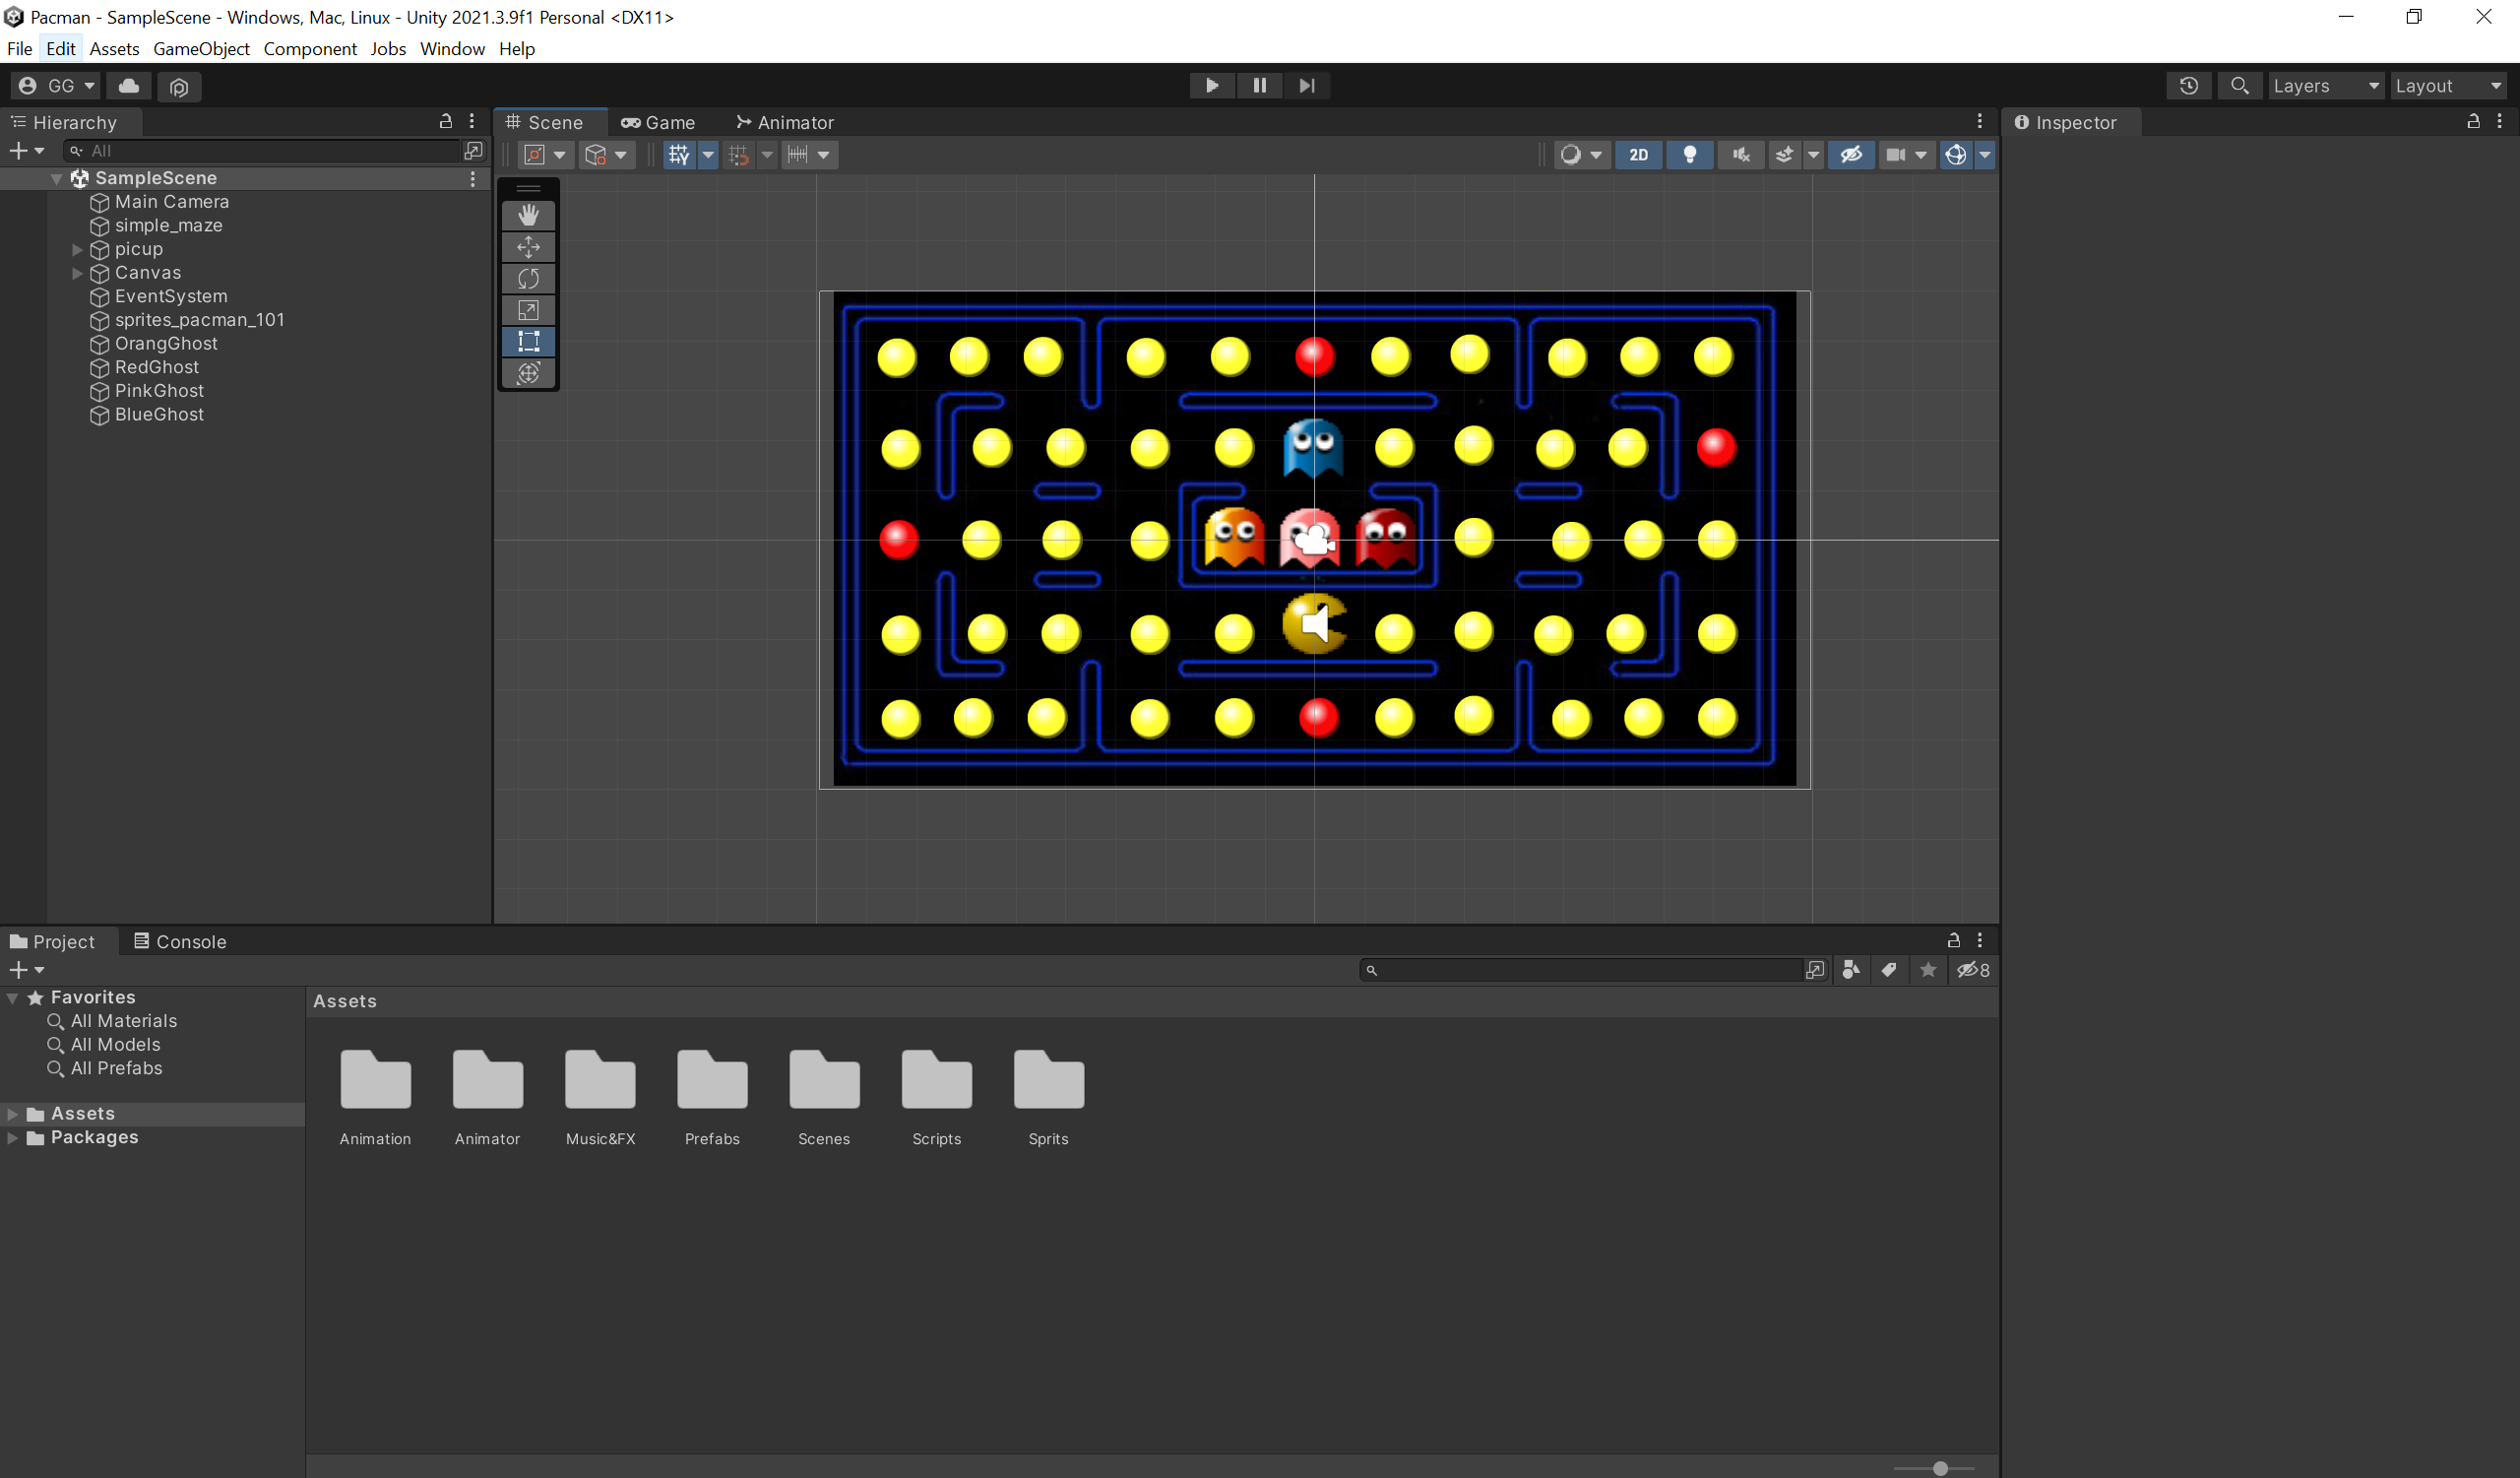 Pacman - SampleScene - Windows, Mac, Linux - Unity 2021.3.9f1 Personal <DX11>
File Edit Assets GameObject Component Jobs Window Help
GG
Layers
Layout
Hierarchy
Scene
Game
Animator
Inspector
All
2D
SampleScene
Main Camera
simple_maze
picup
Canvas
EventSystem
sprites_pacman_101
OrangGhost
RedGhost
PinkGhost
BlueGhost
Project
Console
8
Favorites
All Materials
All Models
All Prefabs
Assets
Packages
Assets
Animation
Animator
Music&FX
Prefabs
Scenes
Scripts
Sprits